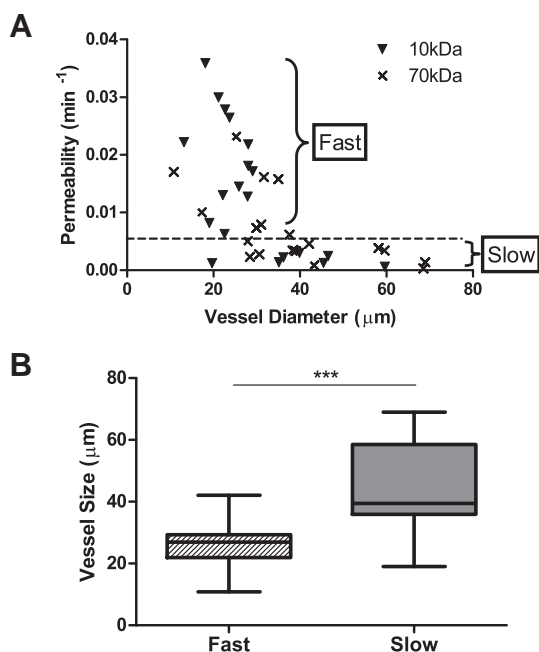 A
0.04
0.03
0.02
0.01
0.00
Permeability (min -1)
0 20 40 60 80
Vessel Diameter (μm)
10kDa
70kDa
Fast
Slow
B
***
80
60
40
20
0
Vessel Size (μm)
Fast Slow